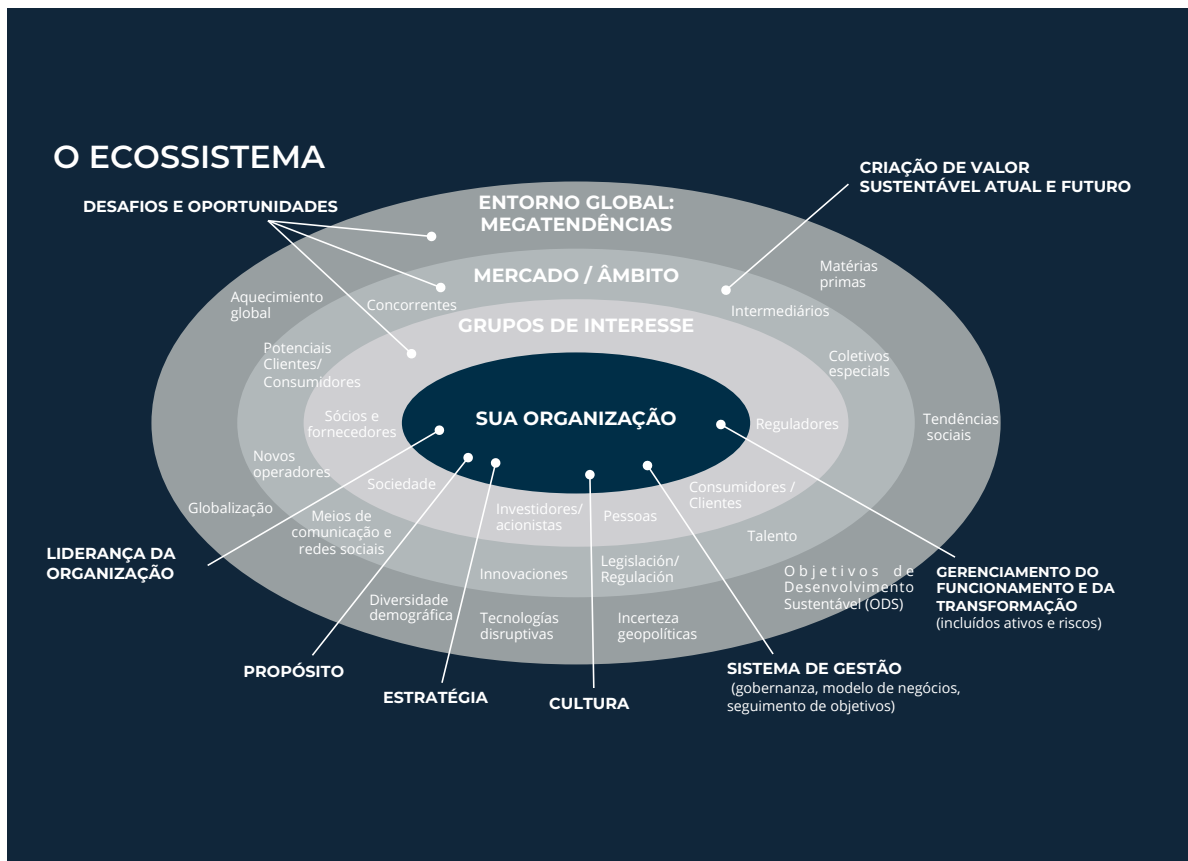 O ECOSSISTEMA
CRIAÇÃO DE VALOR
SUSTENTÁVEL ATUAL E FUTURO
DESAFIOS E OPORTUNIDADES
ENTORNO GLOBAL:
MEGATENDÊNCIAS
MERCADO / ÂMBITO
Matérias
primas
Aquecimiento
global
Concorrentes
Intermediários
GRUPOS DE INTERESSE
Potenciais
Clientes/
Consumidores
Coletivos
especials
Sócios e
fornecedores
SUA ORGANIZAÇÃO
Reguladores
Tendências
sociais
Novos
operadores
Sociedade
Consumidores /
Clientes
Globalização
Meios de
comunicação e
redes sociais
Investidores/
acionistas
Pessoas
Talento
LIDERANÇA DA
ORGANIZAÇÃO
Innovaciones
Legislación/
Regulación
Objetivos de
Desenvolvimento
Sustentável (ODS)
GERENCIAMENTO DO
FUNCIONAMENTO E DA
TRANSFORMAÇÃO
(incluídos ativos e riscos)
Diversidade
demográfica
Tecnologías
disruptivas
Incerteza
geopolíticas
PROPÓSITO
ESTRATÉGIA
CULTURA
SISTEMA DE GESTÃO
(gobernanza, modelo de negócios,
seguimento de objetivos)